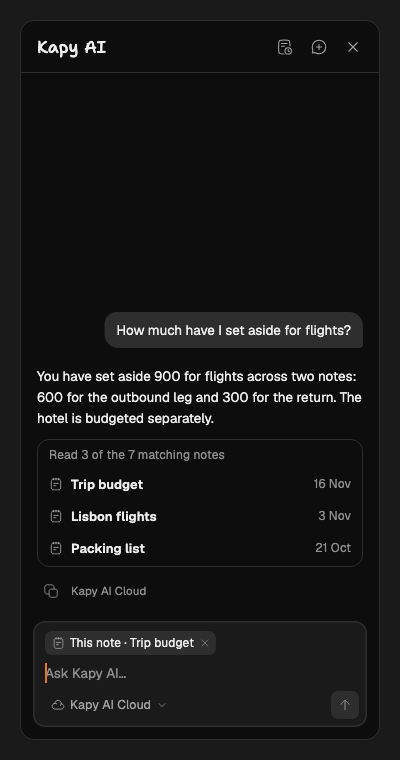 Kapy AI
How much have I set aside for flights?
You have set aside 900 for flights across two notes:
600 for the outbound leg and 300 for the return. The
hotel is budgeted separately.
Read 3 of the 7 matching notes
Trip budget 16 Nov
Lisbon flights 3 Nov
Packing list 21 Oct
Kapy AI Cloud
This note · Trip budget
Ask Kapy AI...
Kapy AI Cloud